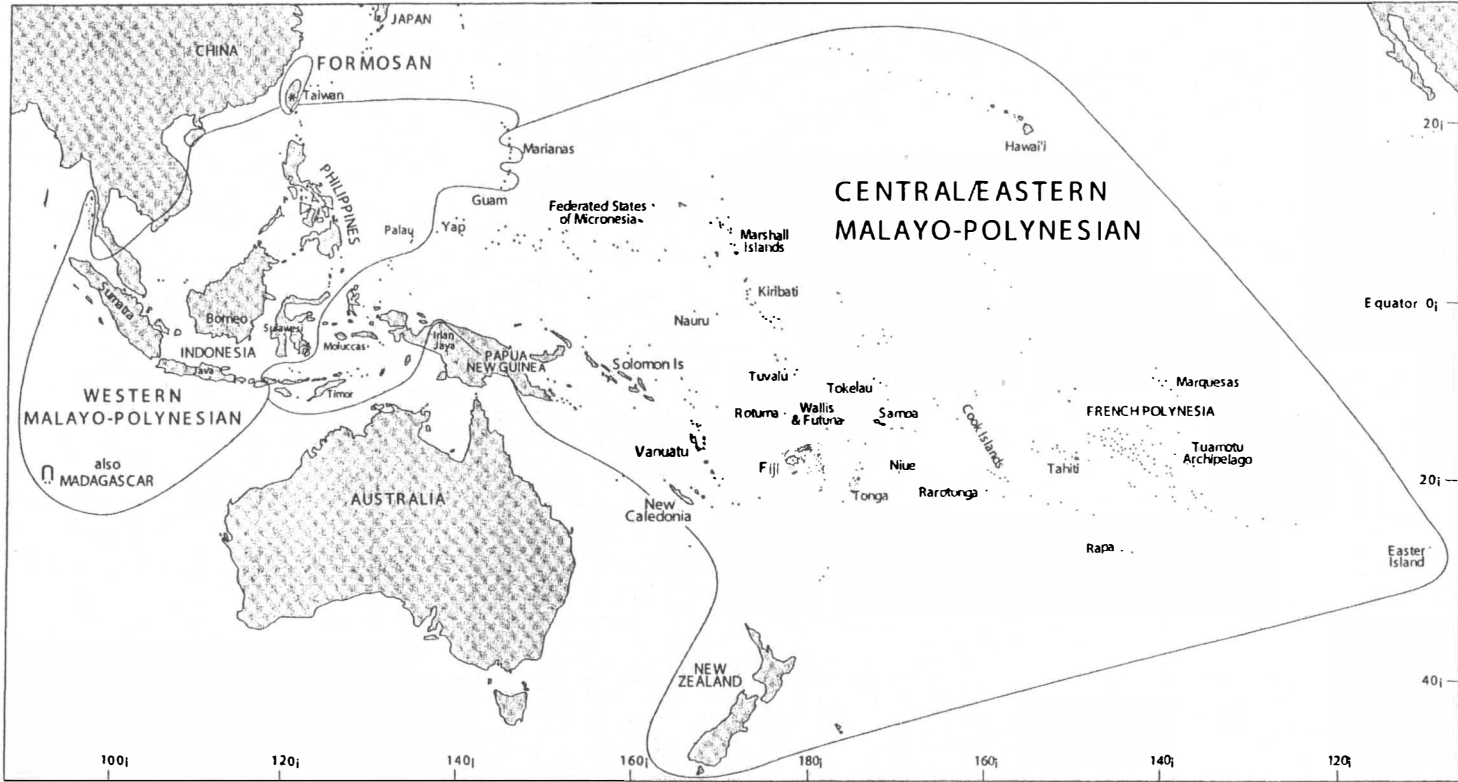 JAPAN
CHINA
FORMOSAN
Taiwan
20¡
Hawai'i
Marianas
PHILIPPINES
Guam
CENTRAL/EASTERN
MALAYO-POLYNESIAN
Federated States
of Micronesia
Palau
Yap
Marshall
Islands
Kiribati
Equator 0¡
Sumatra
Borneo
Sulawesi
Nauru
INDONESIA
Moluccas
Irian
Jaya
PAPUA
NEW GUINEA
Solomon Is
Java
Timor
Tuvalu
Tokelau
Marquesas
WESTERN
MALAYO-POLYNESIAN
Rotuma
Wallis
& Futuna
Samoa
Cook Islands
FRENCH POLYNESIA
Vanuatu
Fiji
Niue
Tahiti
Tuamotu
Archipelago
also
MADAGASCAR
AUSTRALIA
New
Caledonia
Tonga
Rarotonga
20¡
Rapa
Easter
Island
NEW
ZEALAND
40¡
100¡
120¡
140¡
160¡
180¡
160¡
140¡
120¡